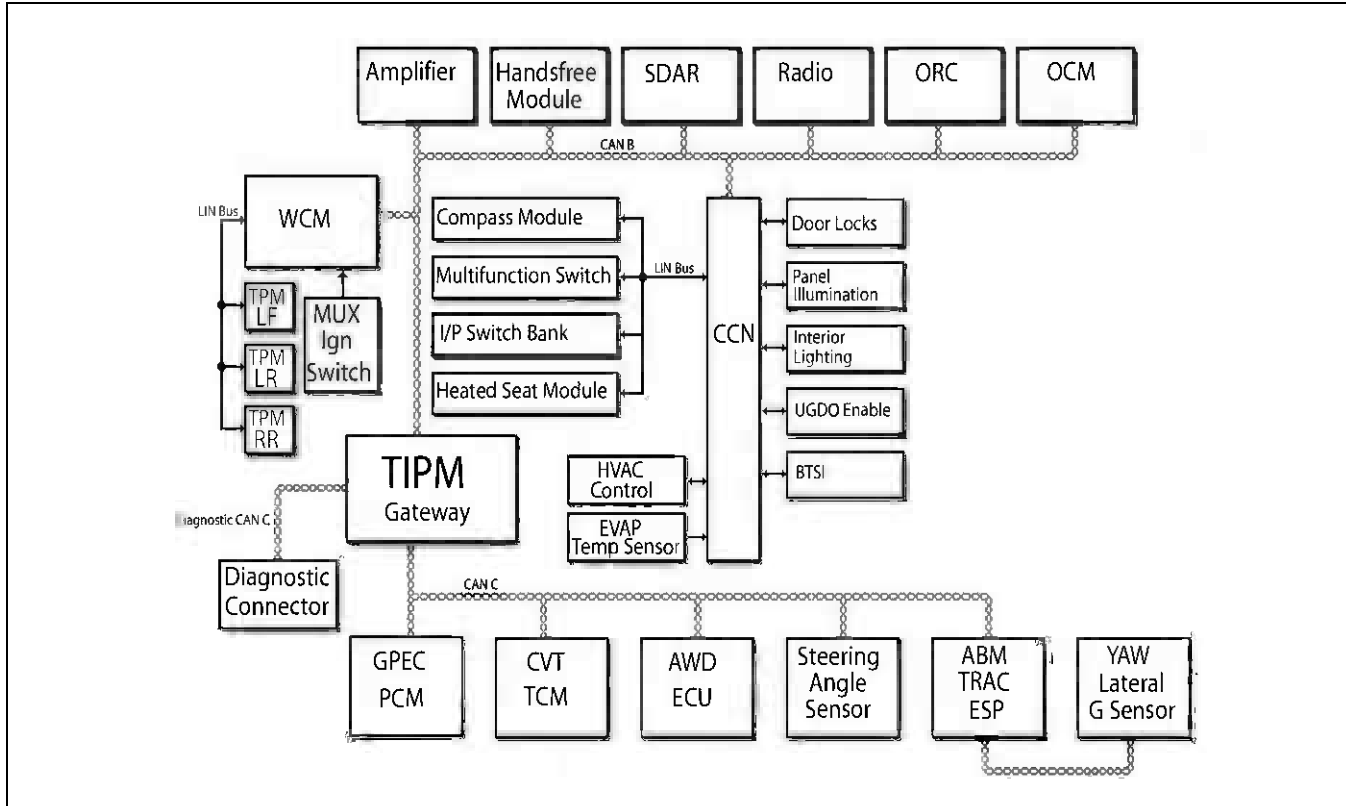 Amplifier
Handsfree
Module
SDAR
Radio
ORC
OCM
CAN B
LIN Bus
WCM
TPM
LF
TPM
LR
TPM
RR
MUX
Ign
Switch
Compass Module
Multifunction Switch
I/P Switch Bank
Heated Seat Module
LIN Bus
CCN
Door Locks
Panel
Illumination
Interior
Lighting
UGDO Enable
BTSI
HVAC
Control
EVAP
Temp Sensor
TIPM
Gateway
iagnostic CAN C
Diagnostic
Connector
CAN C
GPEC
PCM
CVT
TCM
AWD
ECU
Steering
Angle
Sensor
ABM
TRAC
ESP
YAW
Lateral
G Sensor